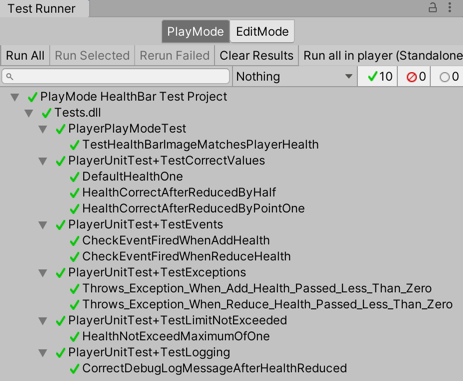 Test Runner
PlayMode EditMode
Run All Run Selected Rerun Failed Clear Results Run all in player (Standalone
Nothing 10 0 0
PlayMode HealthBar Test Project
Tests.dll
PlayerPlayModeTest
TestHealthBarImageMatchesPlayerHealth
PlayerUnitTest+TestCorrectValues
DefaultHealthOne
HealthCorrectAfterReducedByHalf
HealthCorrectAfterReducedByPointOne
PlayerUnitTest+TestEvents
CheckEventFiredWhenAddHealth
CheckEventFiredWhenReduceHealth
PlayerUnitTest+TestExceptions
Throws_Exception_When_Add_Health_Passed_Less_Than_Zero
Throws_Exception_When_Reduce_Health_Passed_Less_Than_Zero
PlayerUnitTest+TestLimitNotExceeded
HealthNotExceedMaximumOfOne
PlayerUnitTest+TestLogging
CorrectDebugLogMessageAfterHealthReduced